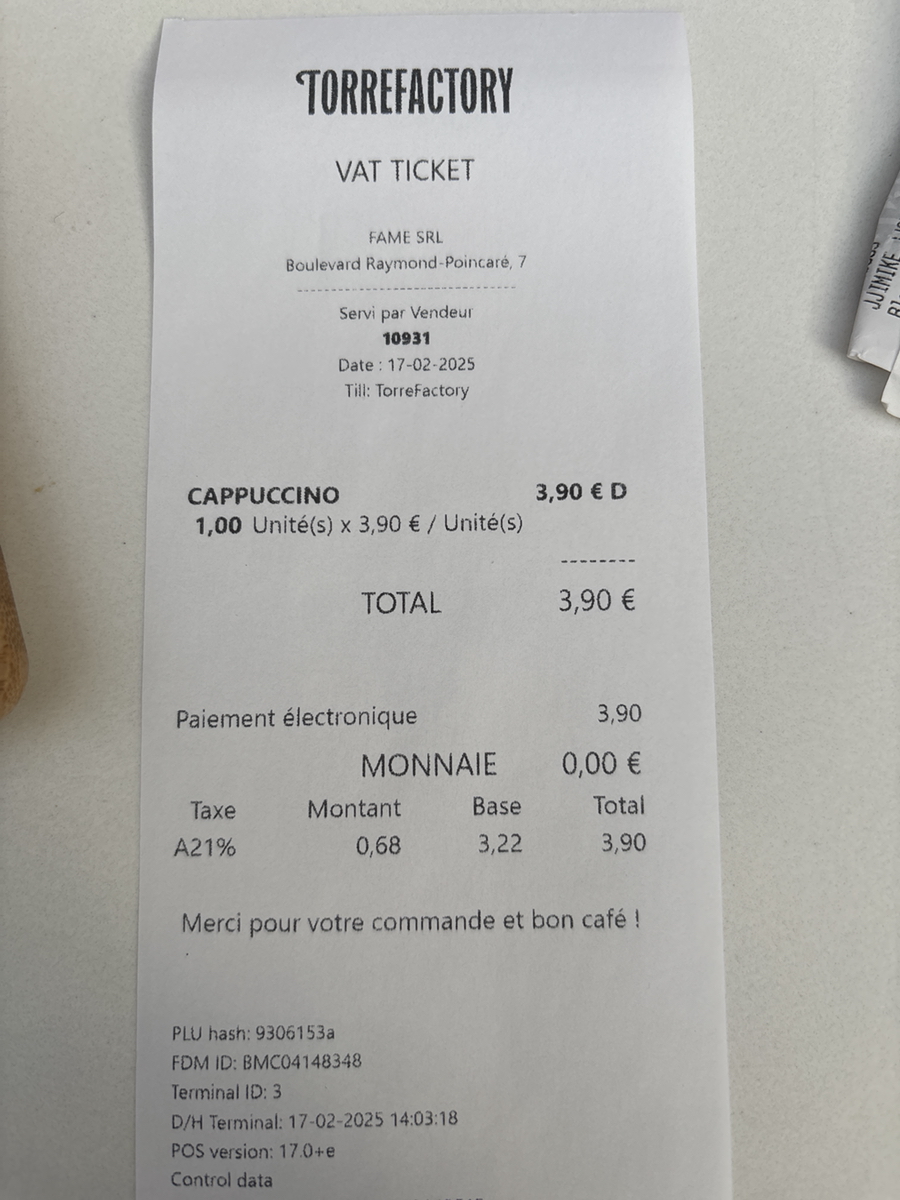 TORREFACTORY
VAT TICKET
FAME SRL
Boulevard Raymond-Poincaré, 7
--------------------------------
Servi par Vendeur
10931
Date : 17-02-2025
Till: TorreFactory
CAPPUCCINO 3,90 € D
1,00 Unité(s) x 3,90 € / Unité(s)
--------
TOTAL 3,90 €
Paiement électronique 3,90
MONNAIE 0,00 €
Taxe Montant Base Total
A21% 0,68 3,22 3,90
Merci pour votre commande et bon café !
.
PLU hash: 9306153a
FDM ID: BMC04148348
Terminal ID: 3
D/H Terminal: 17-02-2025 14:03:18
POS version: 17.0+e
Control data
JJIMIKE